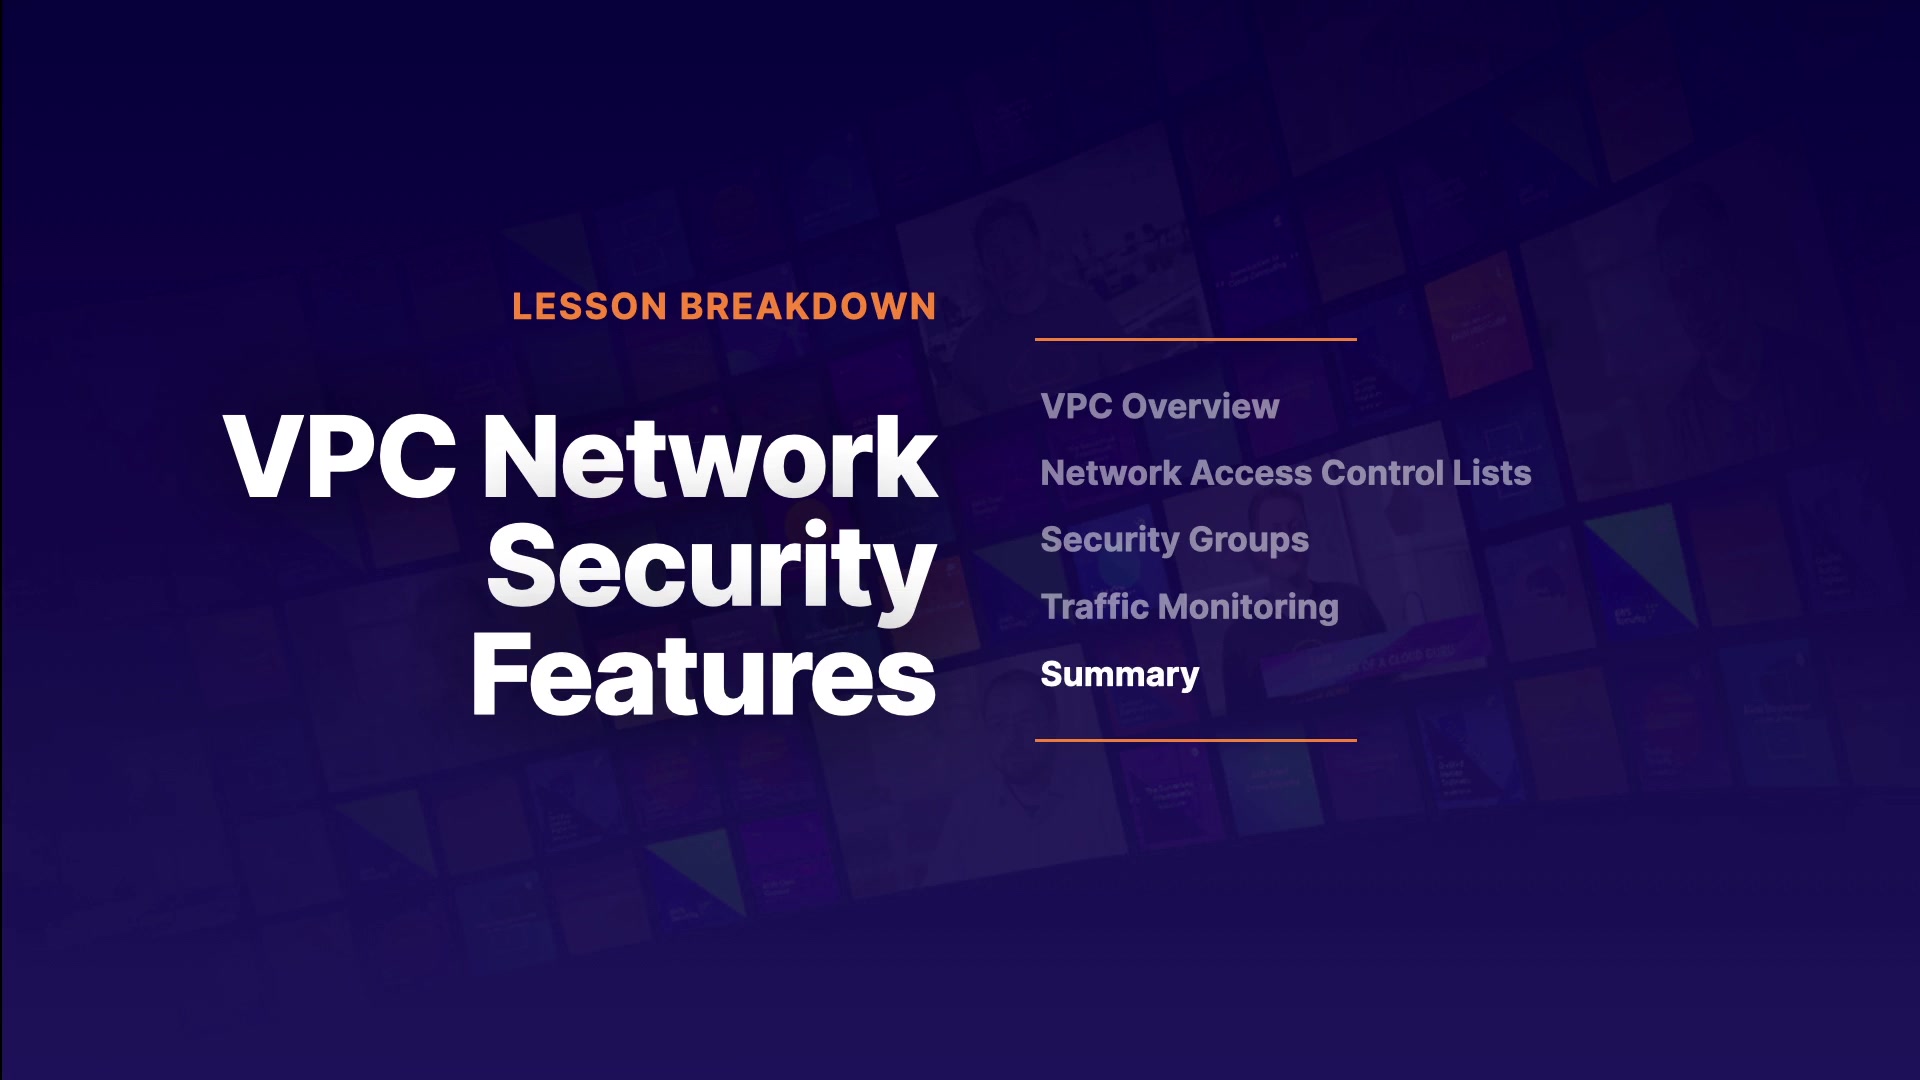 LESSON BREAKDOWN
VPC Network
Security
Features
VPC Overview
Network Access Control Lists
Security Groups
Traffic Monitoring
Summary